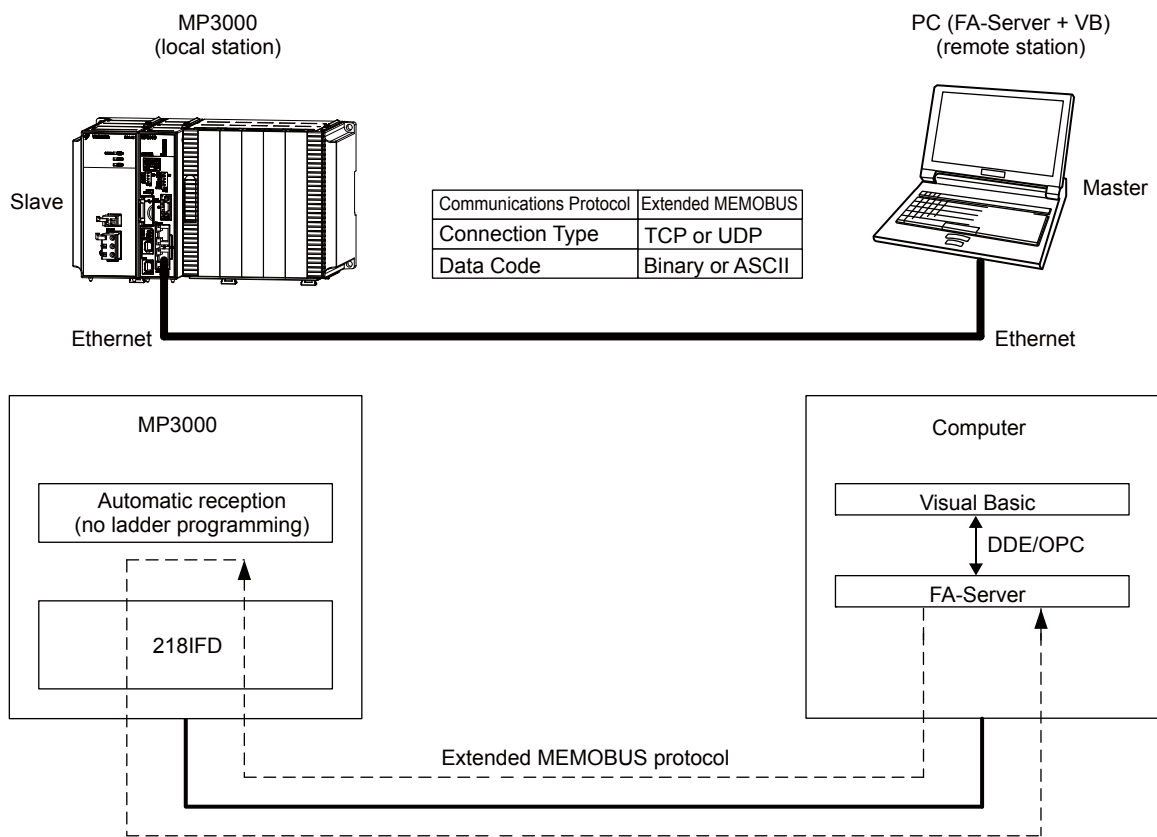 MP3000
(local station)
PC (FA-Server + VB)
(remote station)
Slave
Master
Communications Protocol Extended MEMOBUS
Connection Type TCP or UDP
Data Code Binary or ASCII
Ethernet
Ethernet
MP3000
Computer
Automatic reception
(no ladder programming)
Visual Basic
DDE/OPC
FA-Server
218IFD
Extended MEMOBUS protocol